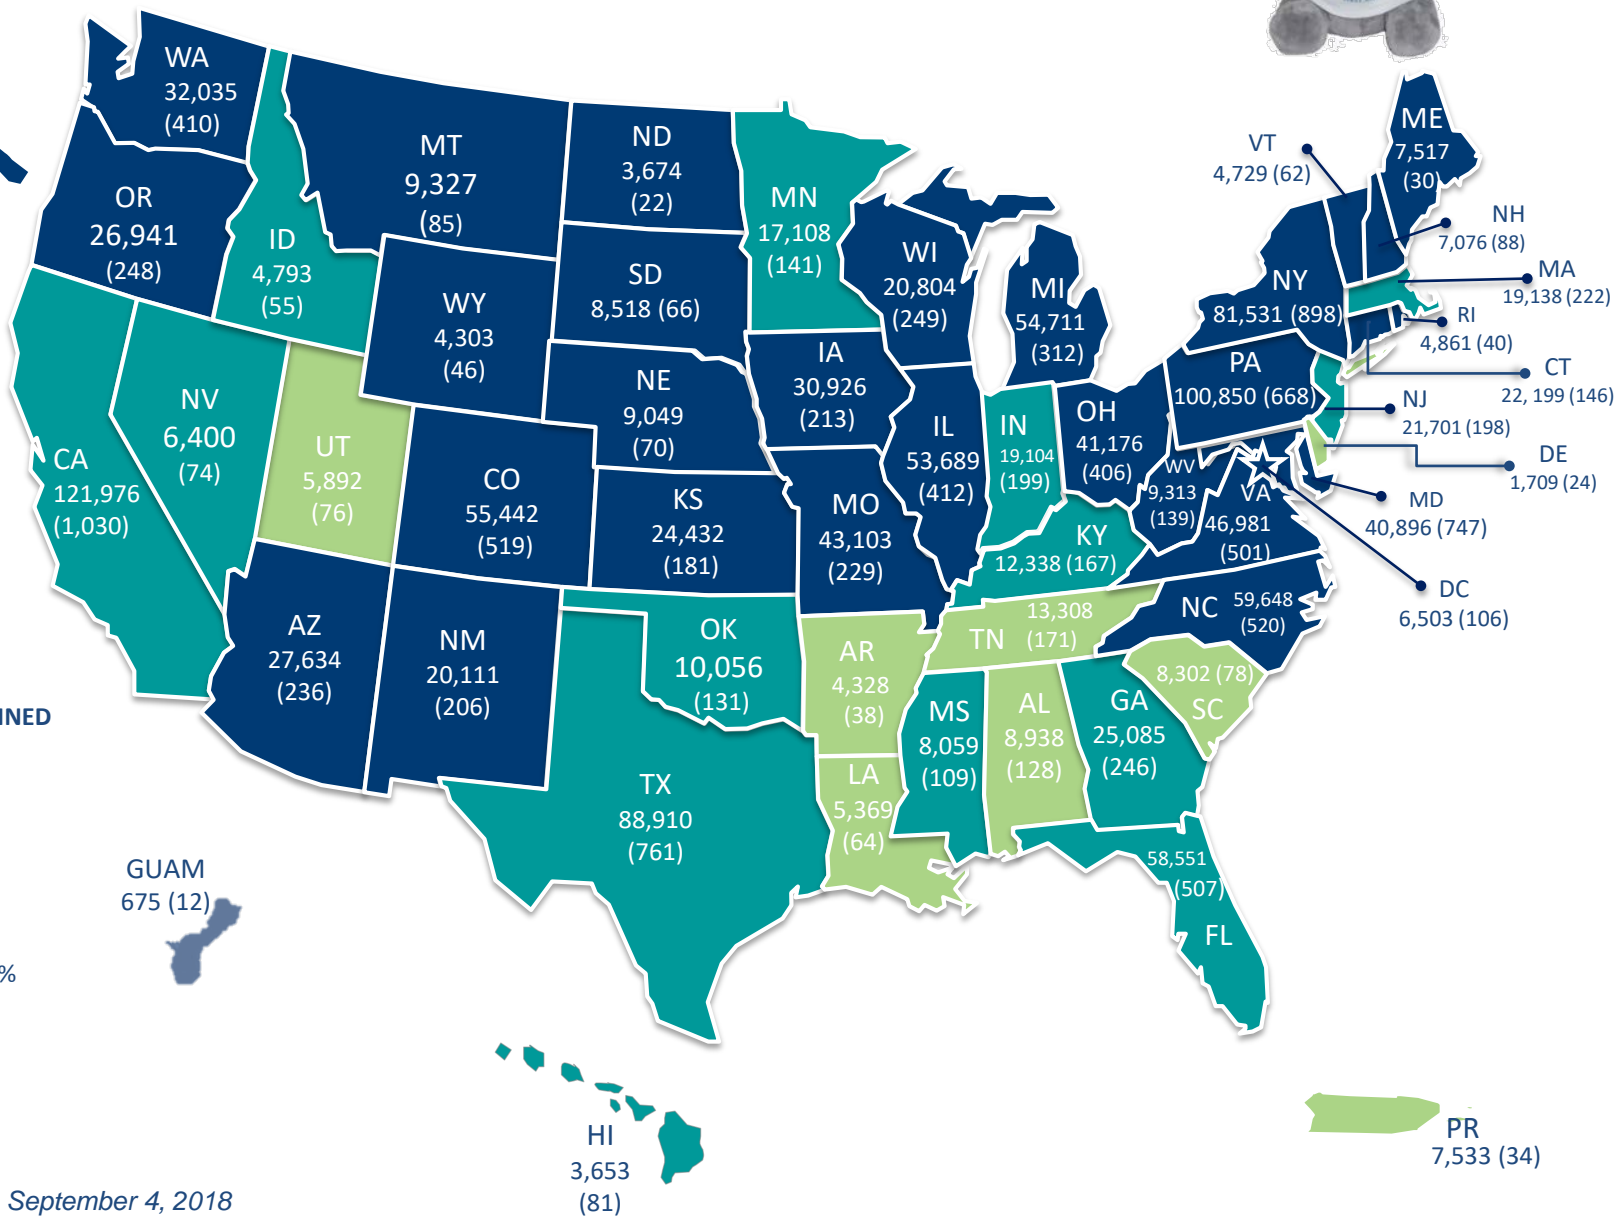 WA
32,035
(410)
OR
26,941
(248)
CA
121,976
(1,030)
ID
4,793
(55)
NV
6,400
(74)
UT
5,892
(76)
AZ
27,634
(236)
MT
9,327
(85)
WY
4,303
(46)
CO
55,442
(519)
NM
20,111
(206)
ND
3,674
(22)
SD
8,518 (66)
NE
9,049
(70)
KS
24,432
(181)
OK
10,056
(131)
TX
88,910
(761)
MN
17,108
(141)
IA
30,926
(213)
MO
43,103
(229)
AR
4,328
(38)
LA
5,369
(64)
WI
20,804
(249)
IL
53,689
(412)
MS
8,059
(109)
MI
54,711
(312)
IN
19,104
(199)
KY
12,338 (167)
13,308
(171)
TN
AL
8,938
(128)
OH
41,176
(406)
WV
9,313
(139)
VA
46,981
(501)
NC
59,648
(520)
8,302 (78)
SC
GA
25,085
(246)
58,551
(507)
FL
PA
100,850 (668)
NY
81,531 (898)
ME
7,517
(30)
VT
4,729 (62)
NH
7,076 (88)
MA
19,138 (222)
RI
4,861 (40)
CT
22, 199 (146)
NJ
21,701 (198)
DE
1,709 (24)
MD
40,896 (747)
DC
6,503 (106)
INED
GUAM
675 (12)
%
HI
3,653
(81)
PR
7,533 (34)
September 4, 2018